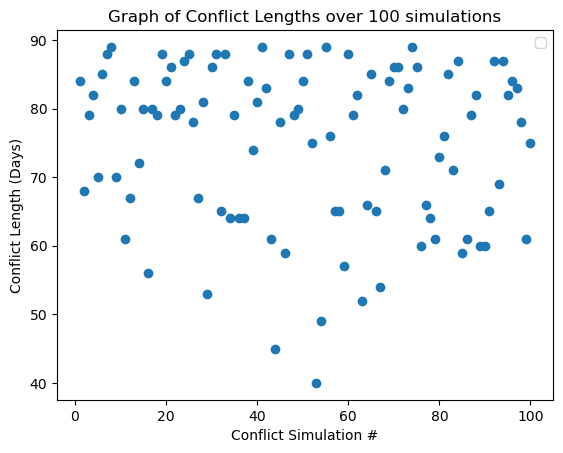 Graph of Conflict Lengths over 100 simulations
90
80
70
60
50
40
Conflict Length (Days)
0 20 40 60 80 100
Conflict Simulation #